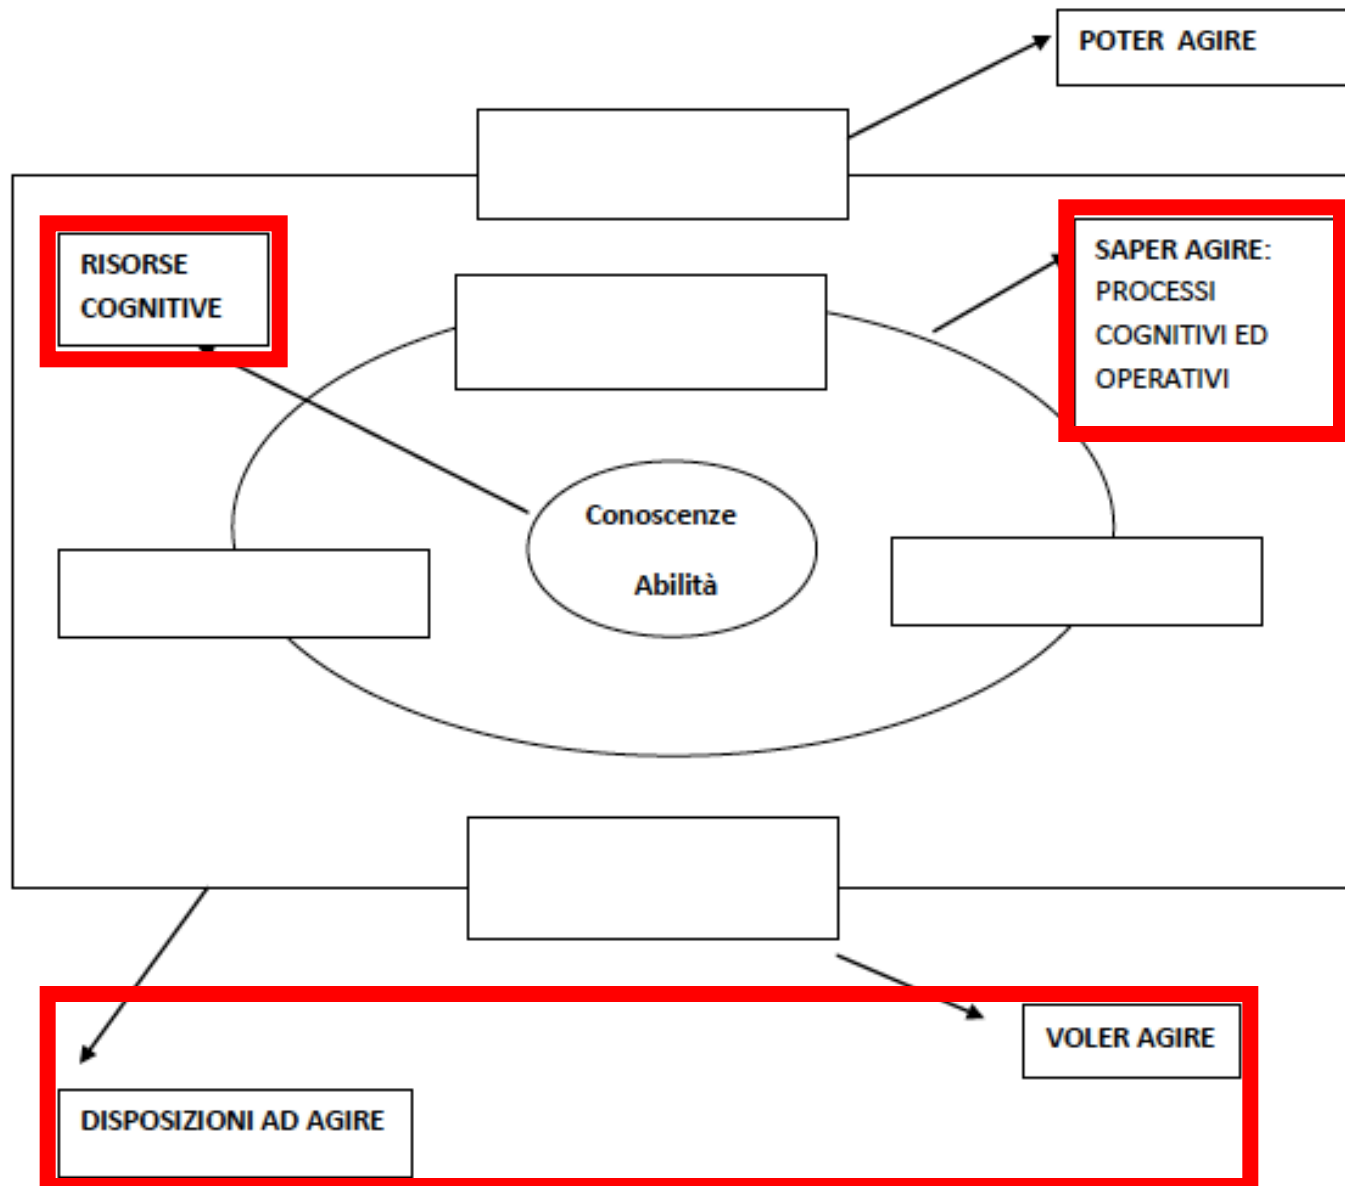 POTER AGIRE
RISORSE
COGNITIVE
SAPER AGIRE:
PROCESSI
COGNITIVI ED
OPERATIVI
Conoscenze
Abilità
VOLER AGIRE
DISPOSIZIONI AD AGIRE